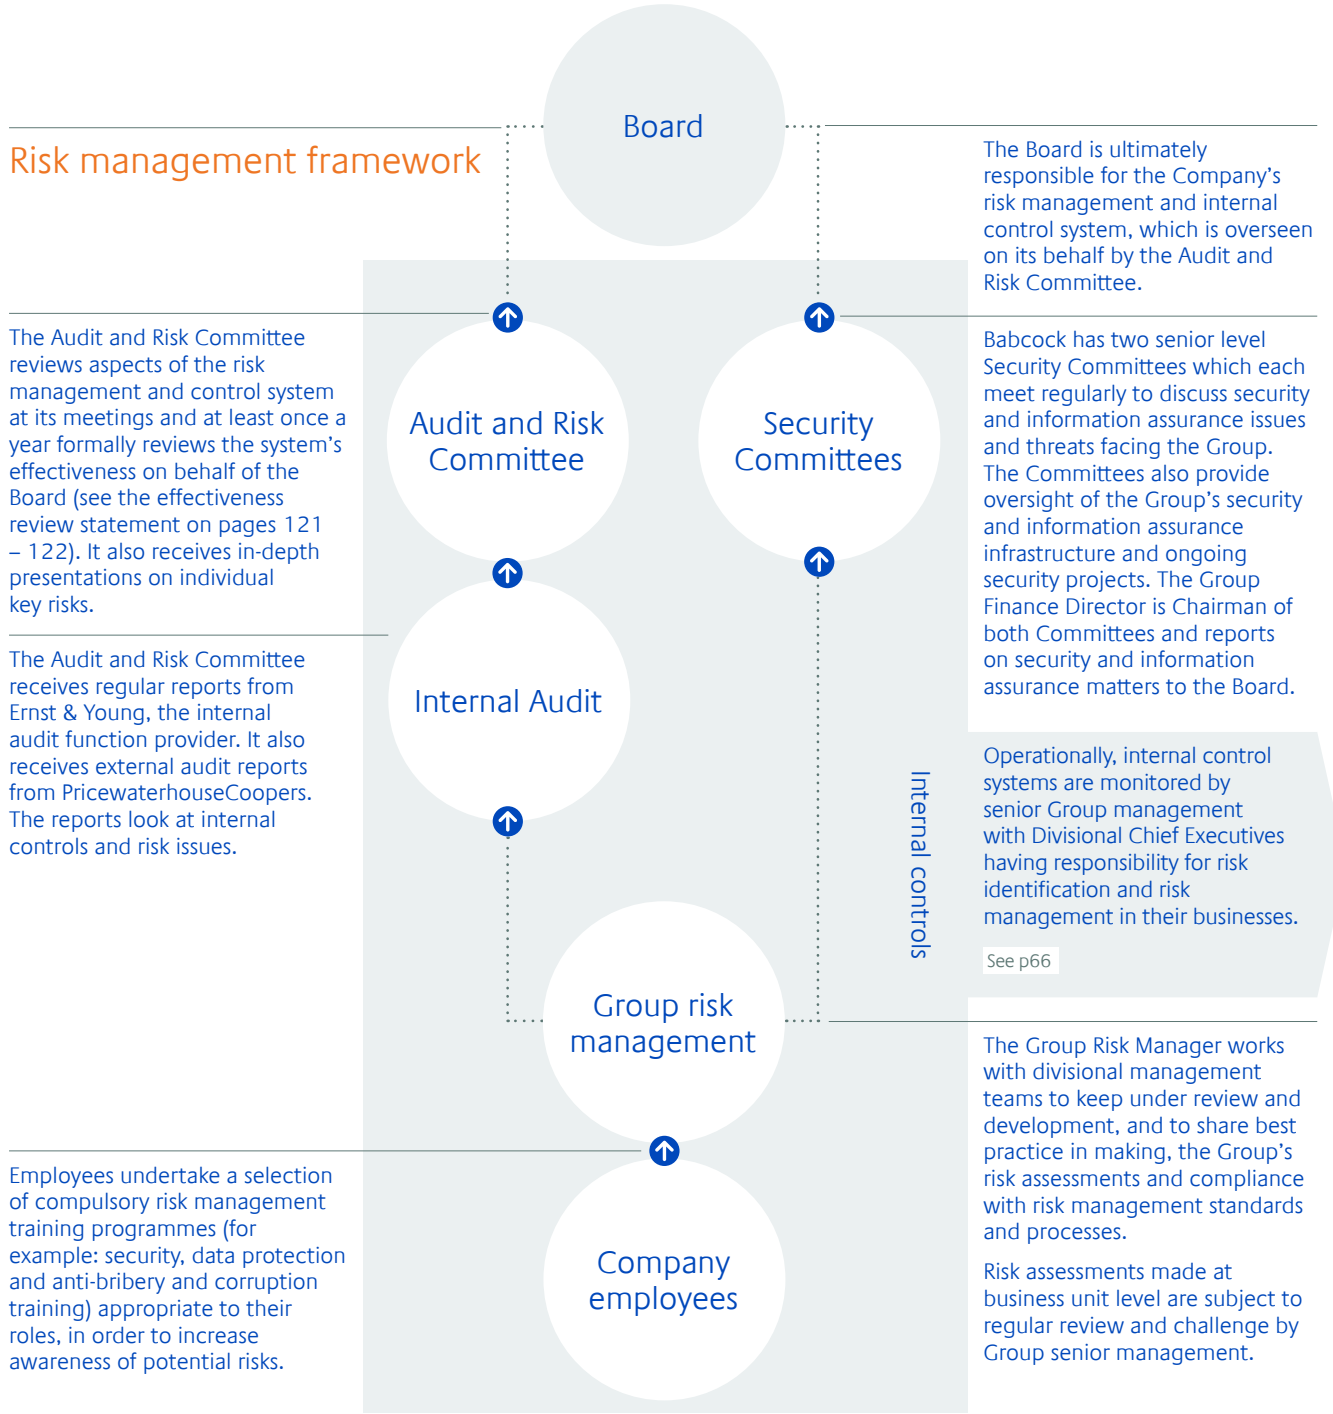 Board
Risk management framework
The Board is ultimately
responsible for the Company’s
risk management and internal
control system, which is overseen
on its behalf by the Audit and
Risk Committee.
The Audit and Risk Committee
reviews aspects of the risk
management and control system
at its meetings and at least once a
year formally reviews the system’s
effectiveness on behalf of the
Board (see the effectiveness
review statement on pages 121
– 122). It also receives in-depth
presentations on individual
key risks.
Audit and Risk
Committee
Security
Committees
Babcock has two senior level
Security Committees which each
meet regularly to discuss security
and information assurance issues
and threats facing the Group.
The Committees also provide
oversight of the Group’s security
and information assurance
infrastructure and ongoing
security projects. The Group
Finance Director is Chairman of
both Committees and reports
on security and information
assurance matters to the Board.
The Audit and Risk Committee
receives regular reports from
Ernst & Young, the internal
audit function provider. It also
receives external audit reports
from PricewaterhouseCoopers.
The reports look at internal
controls and risk issues.
Internal Audit
Internal controls
Operationally, internal control
systems are monitored by
senior Group management
with Divisional Chief Executives
having responsibility for risk
identification and risk
management in their businesses.
See p66
Group risk
management
The Group Risk Manager works
with divisional management
teams to keep under review and
development, and to share best
practice in making, the Group’s
risk assessments and compliance
with risk management standards
and processes.
Risk assessments made at
business unit level are subject to
regular review and challenge by
Group senior management.
Employees undertake a selection
of compulsory risk management
training programmes (for
example: security, data protection
and anti-bribery and corruption
training) appropriate to their
roles, in order to increase
awareness of potential risks.
Company
employees